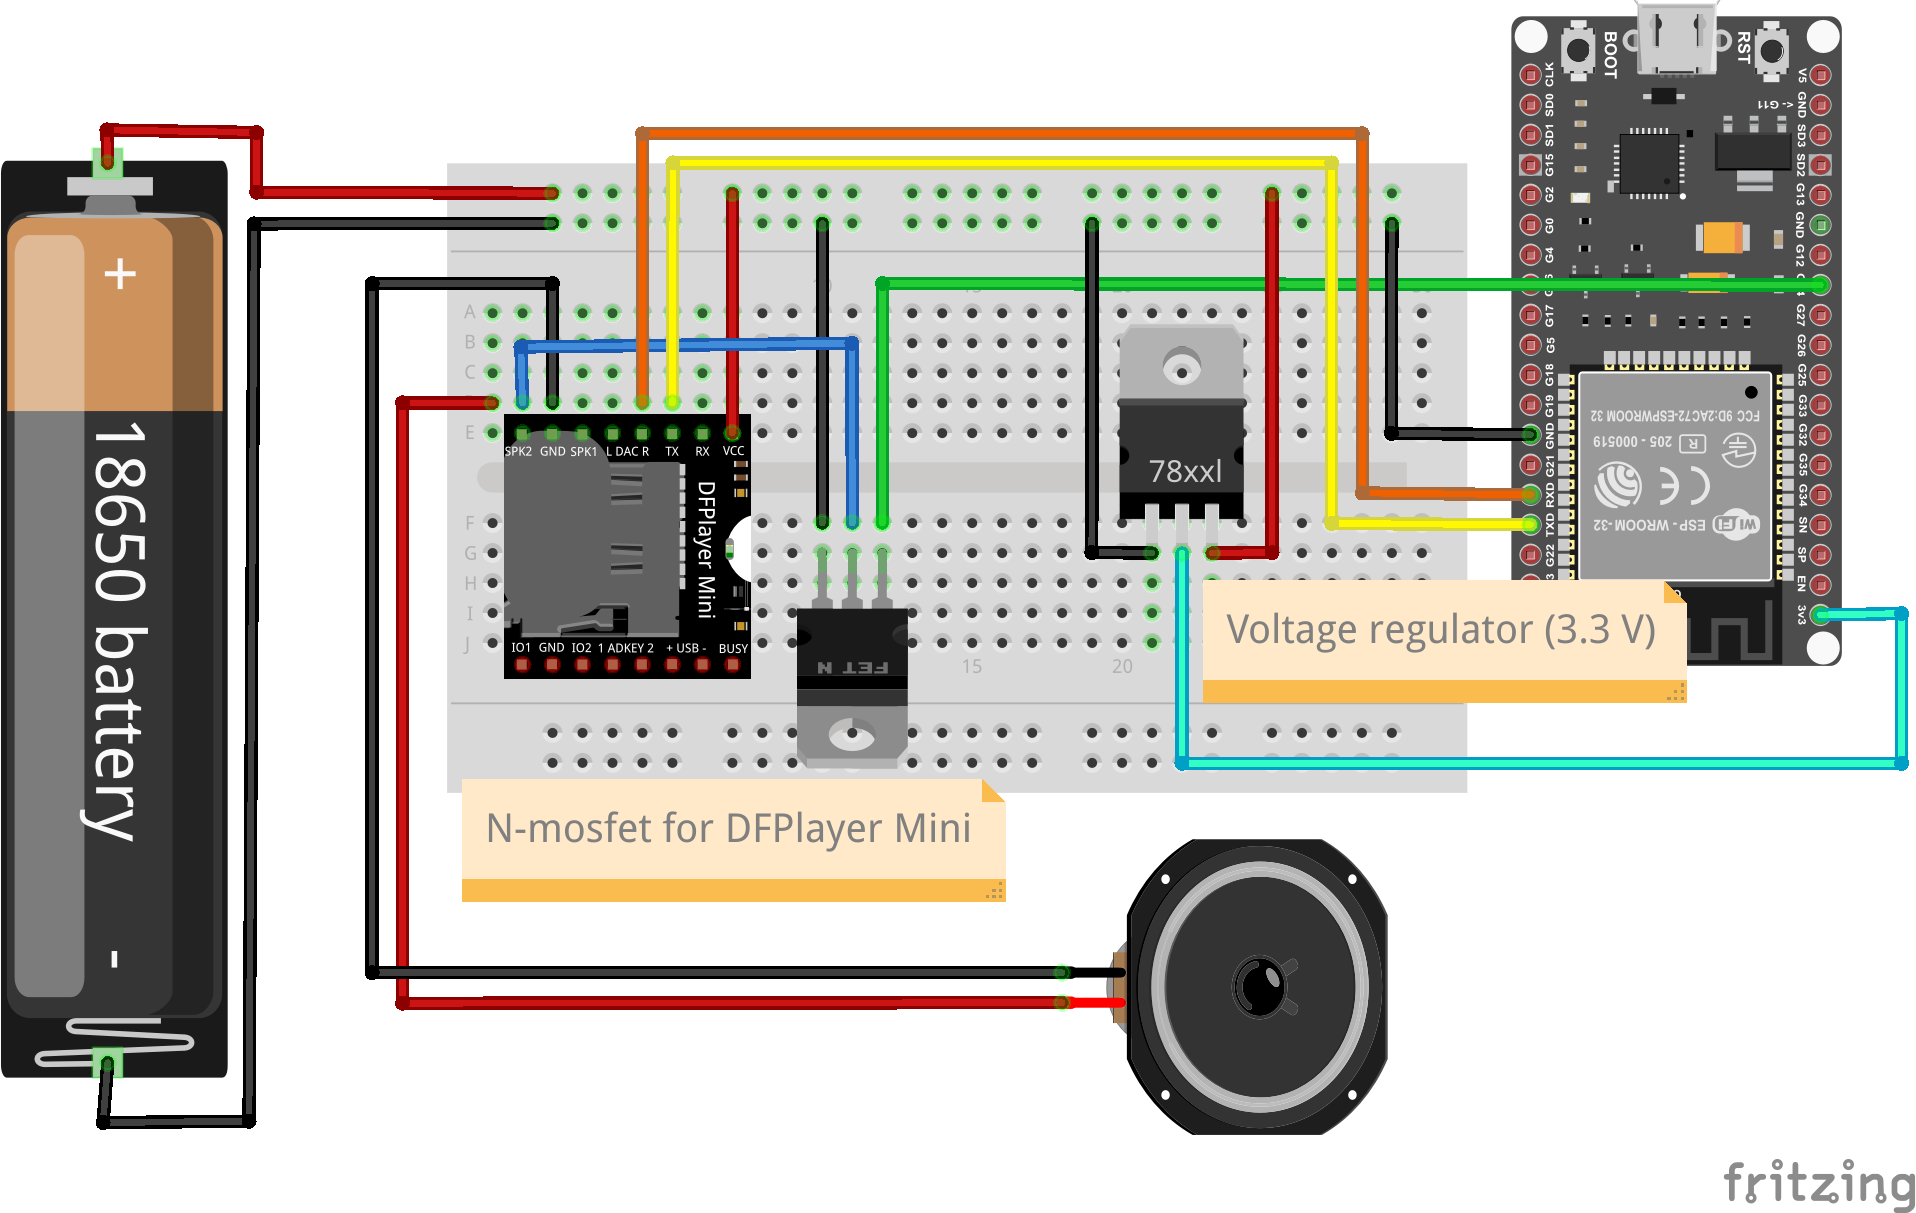 +
18650 battery
-
A
B
C
E
F
G
H
I
J
15
20
SPK2 GND SPK1 L DAC R TX RX VCC
DFPlayer Mini
IO1 GND IO2 1 ADKEY 2 + USB - BUSY
FET N
N-mosfet for DFPlayer Mini
78xxl
Voltage regulator (3.3 V)
BOOT
RST
CLK
SD0
SD1
G15
G2
G0
G4
G17
G5
G18
G19
GND
G21
RXD
TXD
G22
V5
GND
<- G11
SD3
SD2
G13
GND
G12
G27
G26
G25
G33
G32
G35
G34
SN
SP
EN
3v3
FCC 9D:2AC72-ESPWROOM 32
205 - 000519
R
CE
WiFi
ESP - WROOM-32
fritzing